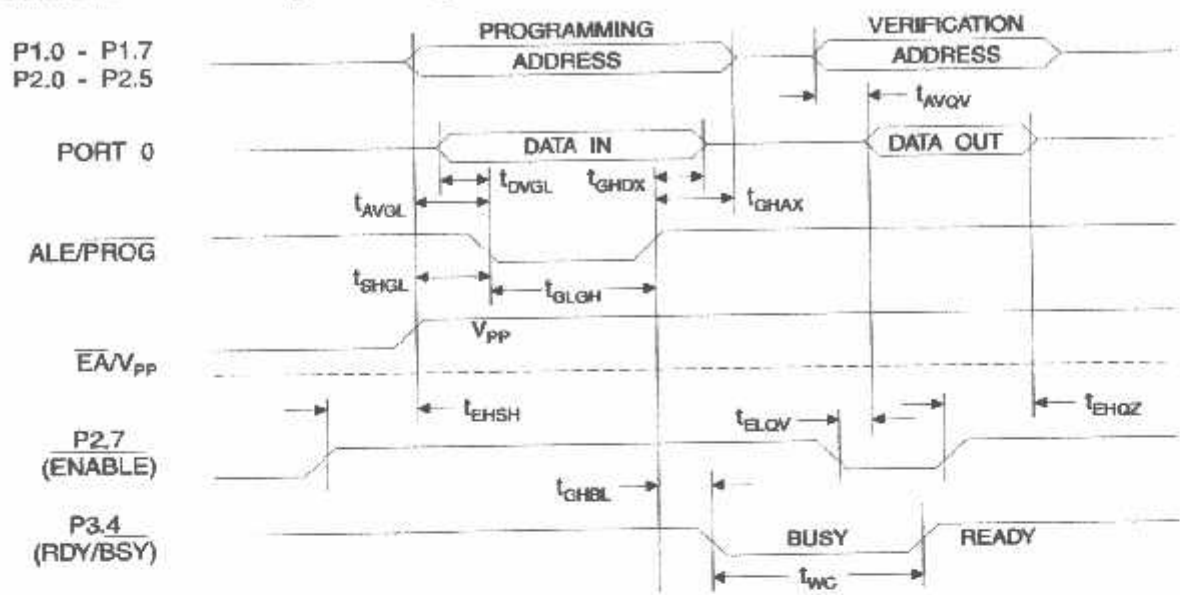 PROGRAMMING
VERIFICATION
P1.0 - P1.7
P2.0 - P2.5
ADDRESS
ADDRESS
tAVQV
PORT 0
DATA IN
DATA OUT
tDVGL
tGHDX
tAVGL
tGHAX
ALE/PROG
tSHGL
tGLGH
VPP
EA/VPP
tEHSH
tELQV
tEHQZ
P2.7
(ENABLE)
tGHBL
P3.4
(RDY/BSY)
BUSY
READY
tWC